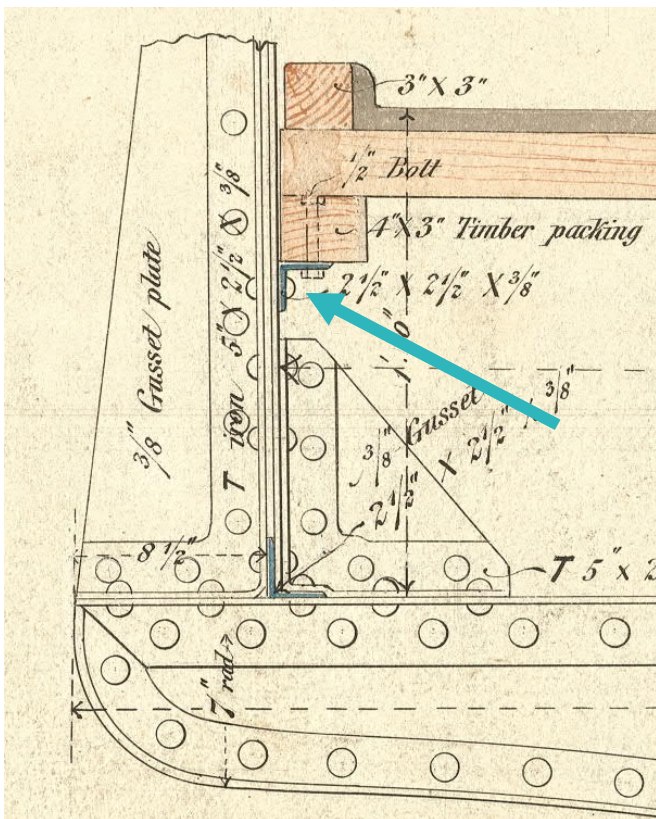 3" X 3"
1/2" Bolt
4" X 3" Timber packing
2 1/2" X 2 1/2" X 3/8"
1'. 0"
3/8" Gusset plate
T iron 5" X 2 1/2" X 3/8"
3/8" Gusset
2 1/2" X 2 1/2" X 3/8"
8 1/2"
T 5" X 2
7" rad